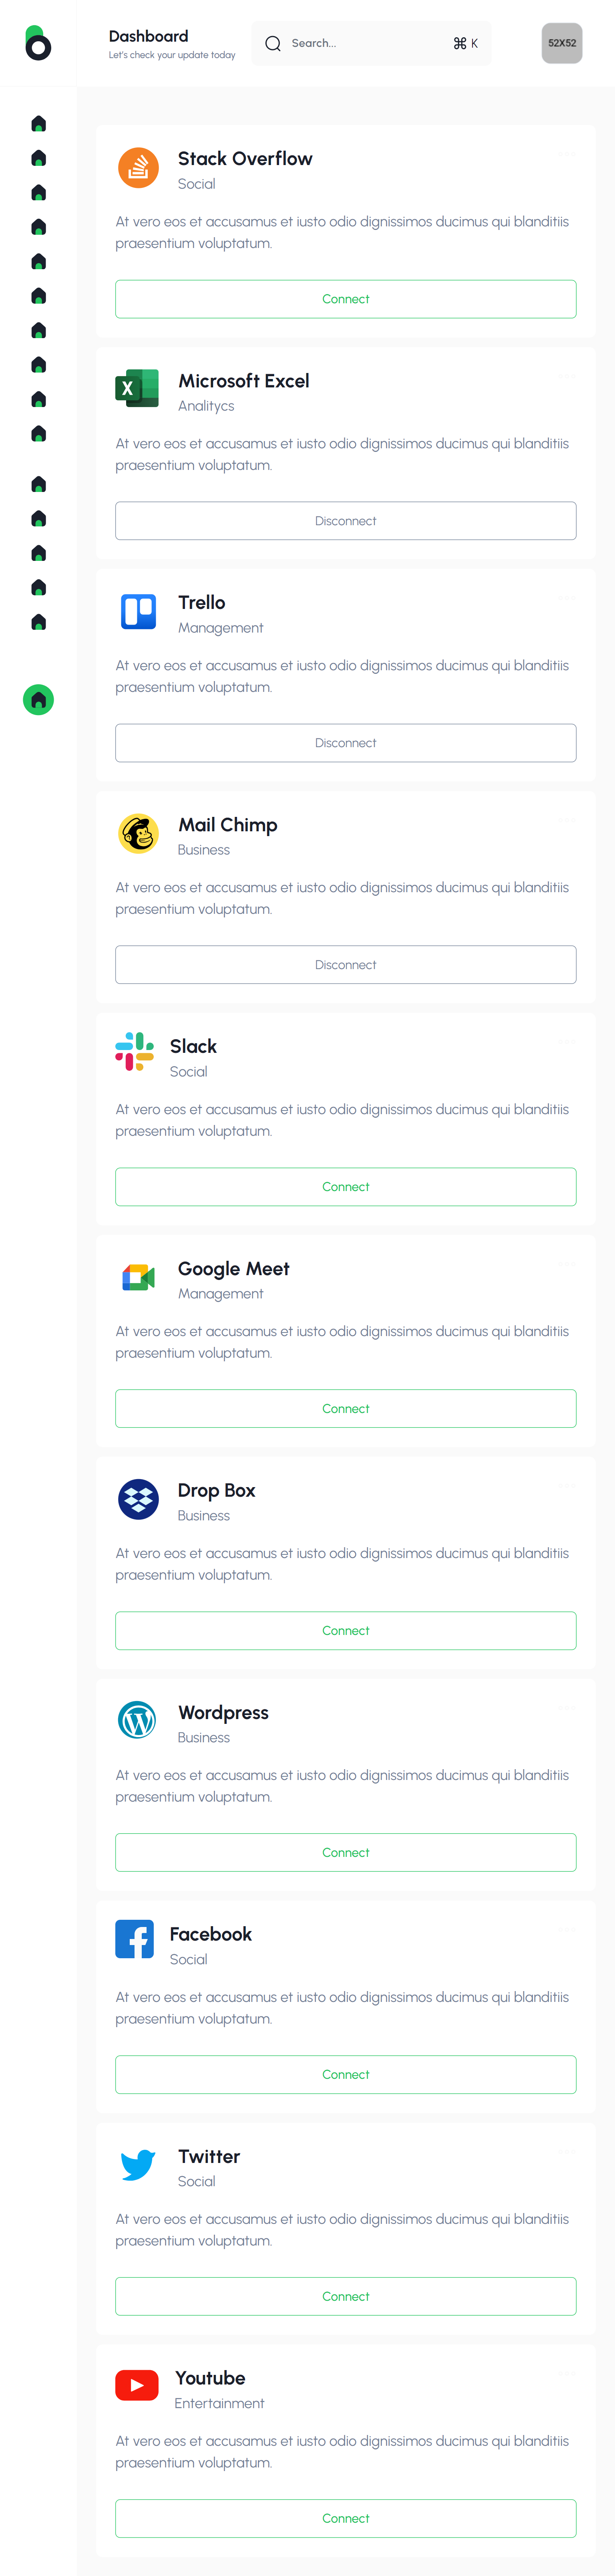 Dashboard
Let's check your update today
Search...
⌘ K
52X52
Stack Overflow
Social
At vero eos et accusamus et iusto odio dignissimos ducimus qui blanditiis
praesentium voluptatum.
Connect
Microsoft Excel
Analitycs
At vero eos et accusamus et iusto odio dignissimos ducimus qui blanditiis
praesentium voluptatum.
Disconnect
Trello
Management
At vero eos et accusamus et iusto odio dignissimos ducimus qui blanditiis
praesentium voluptatum.
Disconnect
Mail Chimp
Business
At vero eos et accusamus et iusto odio dignissimos ducimus qui blanditiis
praesentium voluptatum.
Disconnect
Slack
Social
At vero eos et accusamus et iusto odio dignissimos ducimus qui blanditiis
praesentium voluptatum.
Connect
Google Meet
Management
At vero eos et accusamus et iusto odio dignissimos ducimus qui blanditiis
praesentium voluptatum.
Connect
Drop Box
Business
At vero eos et accusamus et iusto odio dignissimos ducimus qui blanditiis
praesentium voluptatum.
Connect
Wordpress
Business
At vero eos et accusamus et iusto odio dignissimos ducimus qui blanditiis
praesentium voluptatum.
Connect
Facebook
Social
At vero eos et accusamus et iusto odio dignissimos ducimus qui blanditiis
praesentium voluptatum.
Connect
Twitter
Social
At vero eos et accusamus et iusto odio dignissimos ducimus qui blanditiis
praesentium voluptatum.
Connect
Youtube
Entertainment
At vero eos et accusamus et iusto odio dignissimos ducimus qui blanditiis
praesentium voluptatum.
Connect